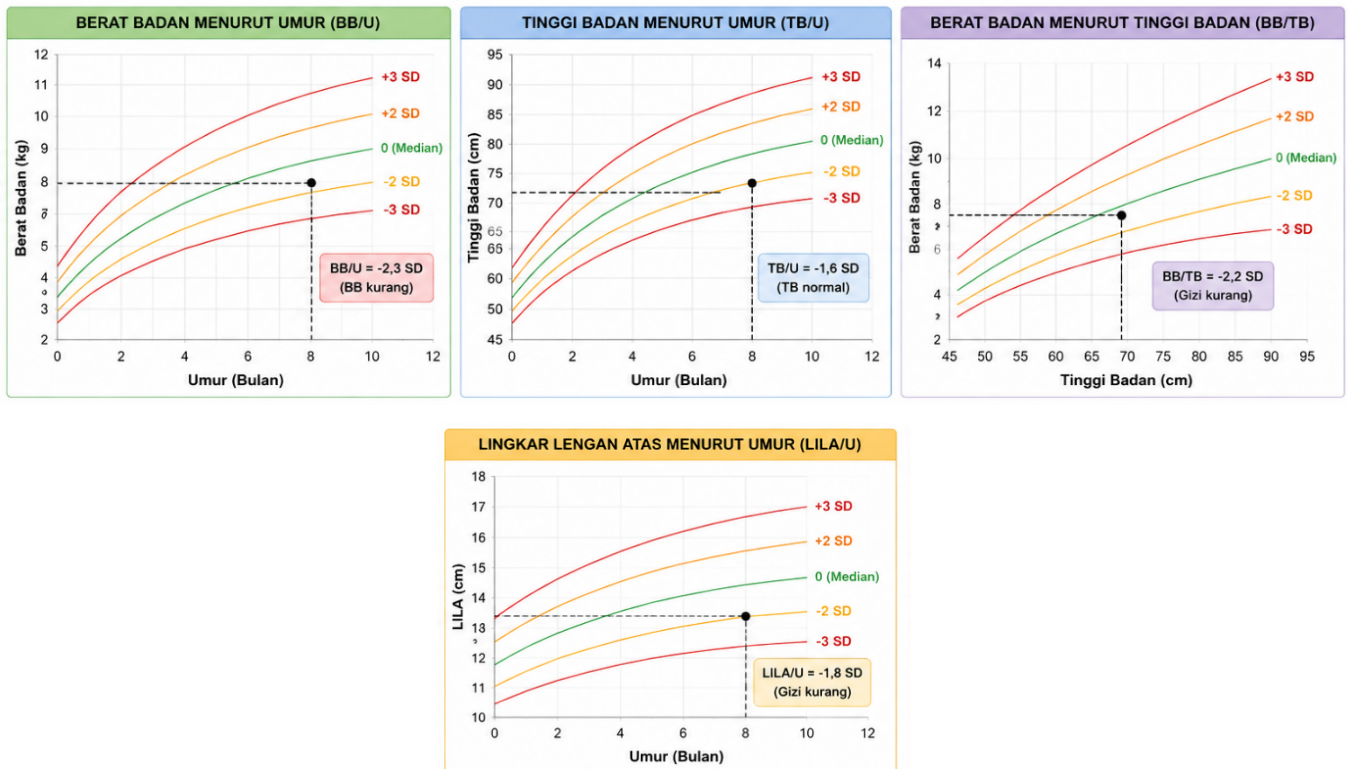 BERAT BADAN MENURUT UMUR (BB/U)
Berat Badan (kg)
12
11
10
9
8
7
5
4
3
2
0
2
4
6
8
10
12
Umur (Bulan)
+3 SD
+2 SD
0 (Median)
-2 SD
-3 SD
BB/U = -2,3 SD
(BB kurang)
TINGGI BADAN MENURUT UMUR (TB/U)
Tinggi Badan (cm)
95
90
85
80
75
70
65
65
60
50
45
0
2
4
6
8
10
12
Umur (Bulan)
+3 SD
+2 SD
0 (Median)
-2 SD
-3 SD
TB/U = -1,6 SD
(TB normal)
BERAT BADAN MENURUT TINGGI BADAN (BB/TB)
Berat Badan (kg)
14
12
10
8
6
4
2
45
50
55
60
65
70
75
80
85
90
95
Tinggi Badan (cm)
+3 SD
+2 SD
0 (Median)
-2 SD
-3 SD
BB/TB = -2,2 SD
(Gizi kurang)
LINGKAR LENGAN ATAS MENURUT UMUR (LILA/U)
LILA (cm)
18
17
16
15
14
13
12
11
10
0
2
4
6
8
10
12
Umur (Bulan)
+3 SD
+2 SD
0 (Median)
-2 SD
-3 SD
LILA/U = -1,8 SD
(Gizi kurang)